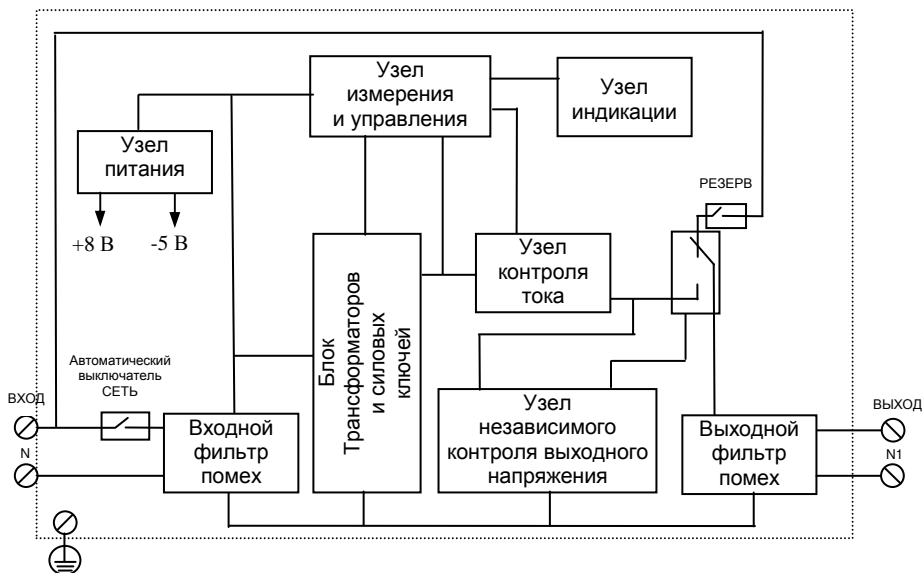 Узел
измерения
и управления
Узел
индикации
Узел
питания
РЕЗЕРВ
+8 В
-5 В
Узел
контроля
тока
Блок
Трансформаторов
и силовых
ключей
Автоматический
выключатель
СЕТЬ
ВХОД
N
Входной
фильтр
помех
Узел
независимого
контроля выходного
напряжения
Выходной
фильтр
помех
ВЫХОД
N1